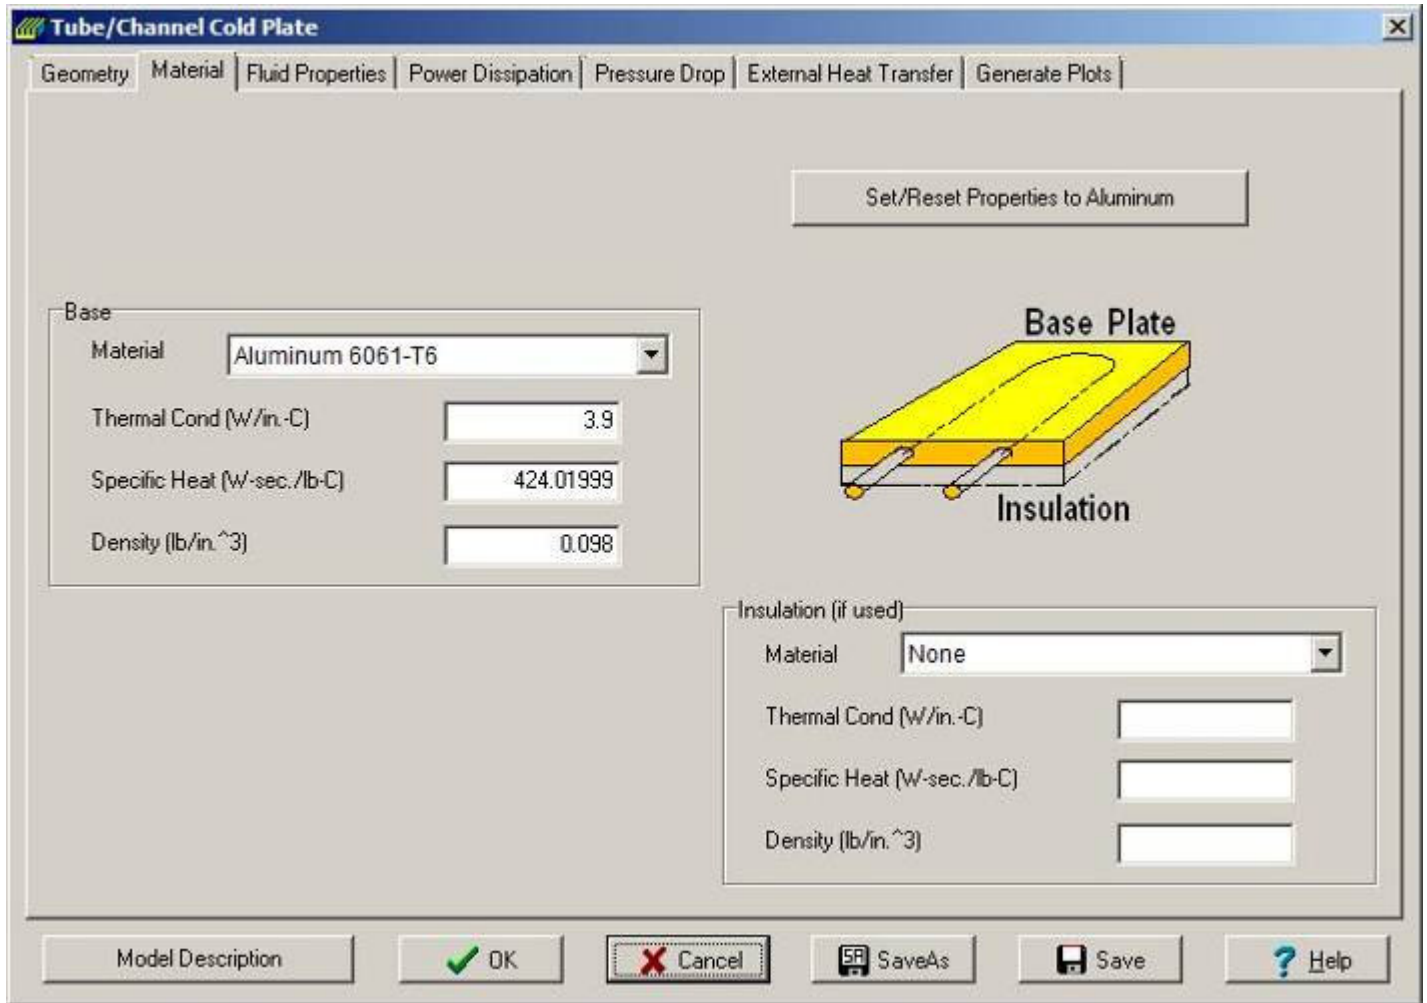 Tube/Channel Cold Plate
Geometry Material Fluid Properties Power Dissipation Pressure Drop External Heat Transfer Generate Plots
Set/Reset Properties to Aluminum
Base
Material Aluminum 6061-T6
Thermal Cond (W/in.-C) 3.9
Specific Heat (W-sec./lb-C) 424.01999
Density (lb/in.^3) 0.098
Base Plate
Insulation
Insulation (if used)
Material None
Thermal Cond (W/in.-C)
Specific Heat (W-sec./lb-C)
Density (lb/in.^3)
Model Description OK Cancel SA SaveAs Save ? Help